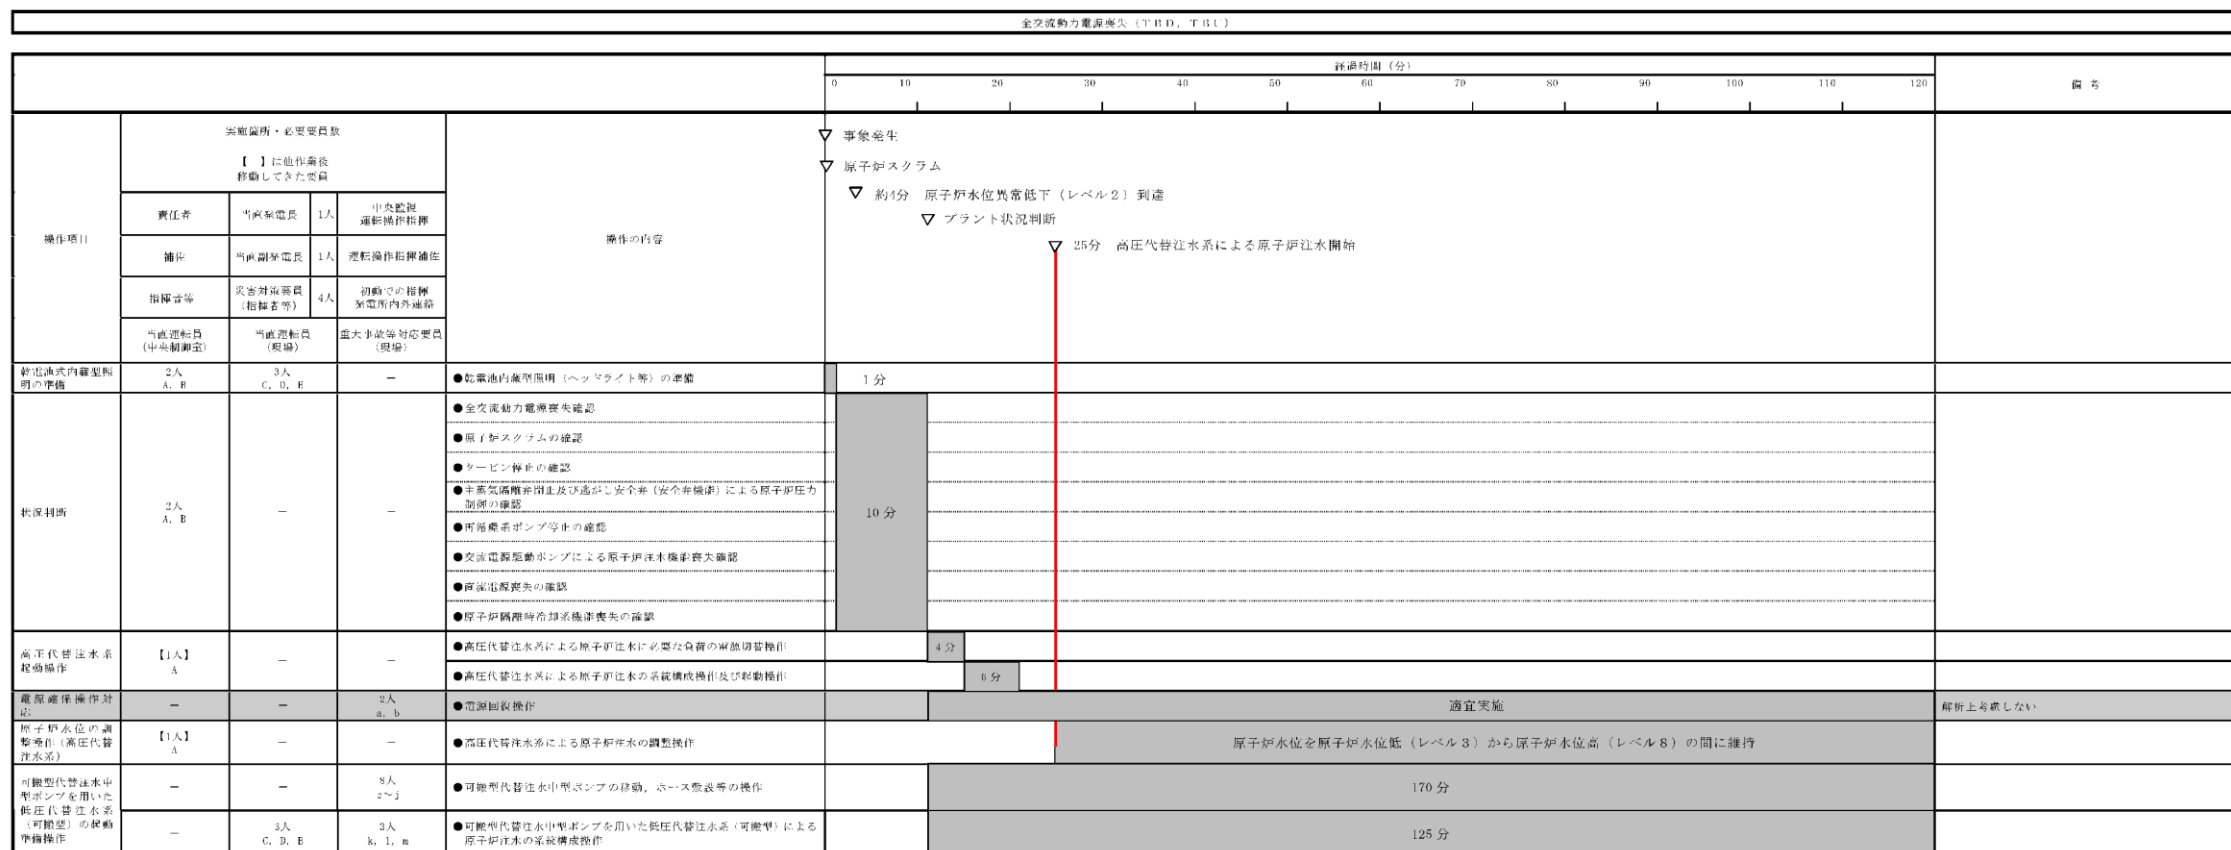 全交流動力電源喪失（ＴＢＤ，ＴＢＵ）
経過時間（分）
0 10 20 30 40 50 60 70 80 90 100 110 120
備 考
操作項目
実施箇所・必要要員数
【　】は他作業後
移動してきた要員
責任者
当直発電長
1人
中央監視
運転操作指揮
補佐
当直副発電長
1人
運転操作指揮補佐
指揮者等
災害対策要員
（指揮者等）
4人
初動での指揮
発電所内外連絡
当直運転員
（中央制御室）
当直運転員
（現場）
重大事故等対応要員
（現場）
操作の内容
事象発生
原子炉スクラム
約4分　原子炉水位異常低下（レベル２）到達
プラント状況判断
25分　高圧代替注水系による原子炉注水開始
乾電池式内蔵型照
明の準備
2人
A, B
3人
C, D, E
－
●乾電池内蔵型照明（ヘッドライト等）の準備
1 分
状況判断
2人
A, B
－
－
●全交流動力電源喪失確認
●原子炉スクラムの確認
●タービン停止の確認
●主蒸気隔離弁閉止及び逃がし安全弁（安全弁機能）による原子炉圧力
制御の確認
●再循環系ポンプ停止の確認
●交流電源駆動ポンプによる原子炉注水機能喪失確認
●直流電源喪失の確認
●原子炉隔離時冷却系機能喪失の確認
10 分
高圧代替注水系
起動操作
【1人】
A
－
－
●高圧代替注水系による原子炉注水に必要な負荷の電源切替操作
4 分
●高圧代替注水系による原子炉注水の系統構成操作及び起動操作
6 分
電源確保操作対
応
－
－
2人
a, b
●電源回復操作
適宜実施
解析上考慮しない
原子炉水位の調
整操作（高圧代替
注水系）
【1人】
A
－
－
●高圧代替注水系による原子炉注水の調整操作
原子炉水位を原子炉水位低（レベル３）から原子炉水位高（レベル８）の間に維持
可搬型代替注水中
型ポンプを用いた
低圧代替注水系
（可搬型）の起動
準備操作
－
－
8人
c～j
●可搬型代替注水中型ポンプの移動，ホース敷設等の操作
170 分
－
3人
C, D, E
3人
k, l, m
●可搬型代替注水中型ポンプを用いた低圧代替注水系（可搬型）による
原子炉注水の系統構成操作
125 分